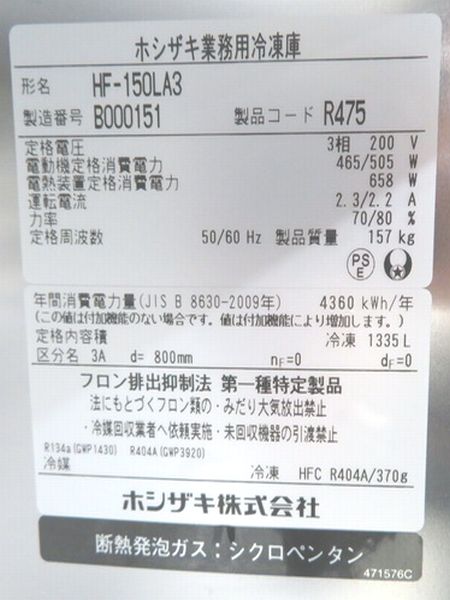 ホシザキ業務用冷凍庫
形名 HF-150LA3
製造番号 B000151 製品コード R475
定格電圧 3相 200 V
電動機定格消費電力 465/505 W
電熱装置定格消費電力 658 W
運転電流 2.3/2.2 A
力率 70/80 %
定格周波数 50/60 Hz 製品質量 157 kg
PS
E
年間消費電力量(JIS B 8630-2009年) 4360 kWh/年
(この値は付加機能のない場合です。値は付加機能により増加します。)
定格内容積 冷凍 1335 L
区分名 3A d= 800mm nF=0 dF=0
フロン排出抑制法 第一種特定製品
法にもとづくフロン類の・みだり大気放出禁止
・冷媒回収業者へ依頼実施・未回収機器の引渡禁止
R134a(GWP1430) R404A(GWP3920)
冷媒 冷凍 HFC R404A/370g
ホシザキ株式会社
断熱発泡ガス:シクロペンタン
471576C